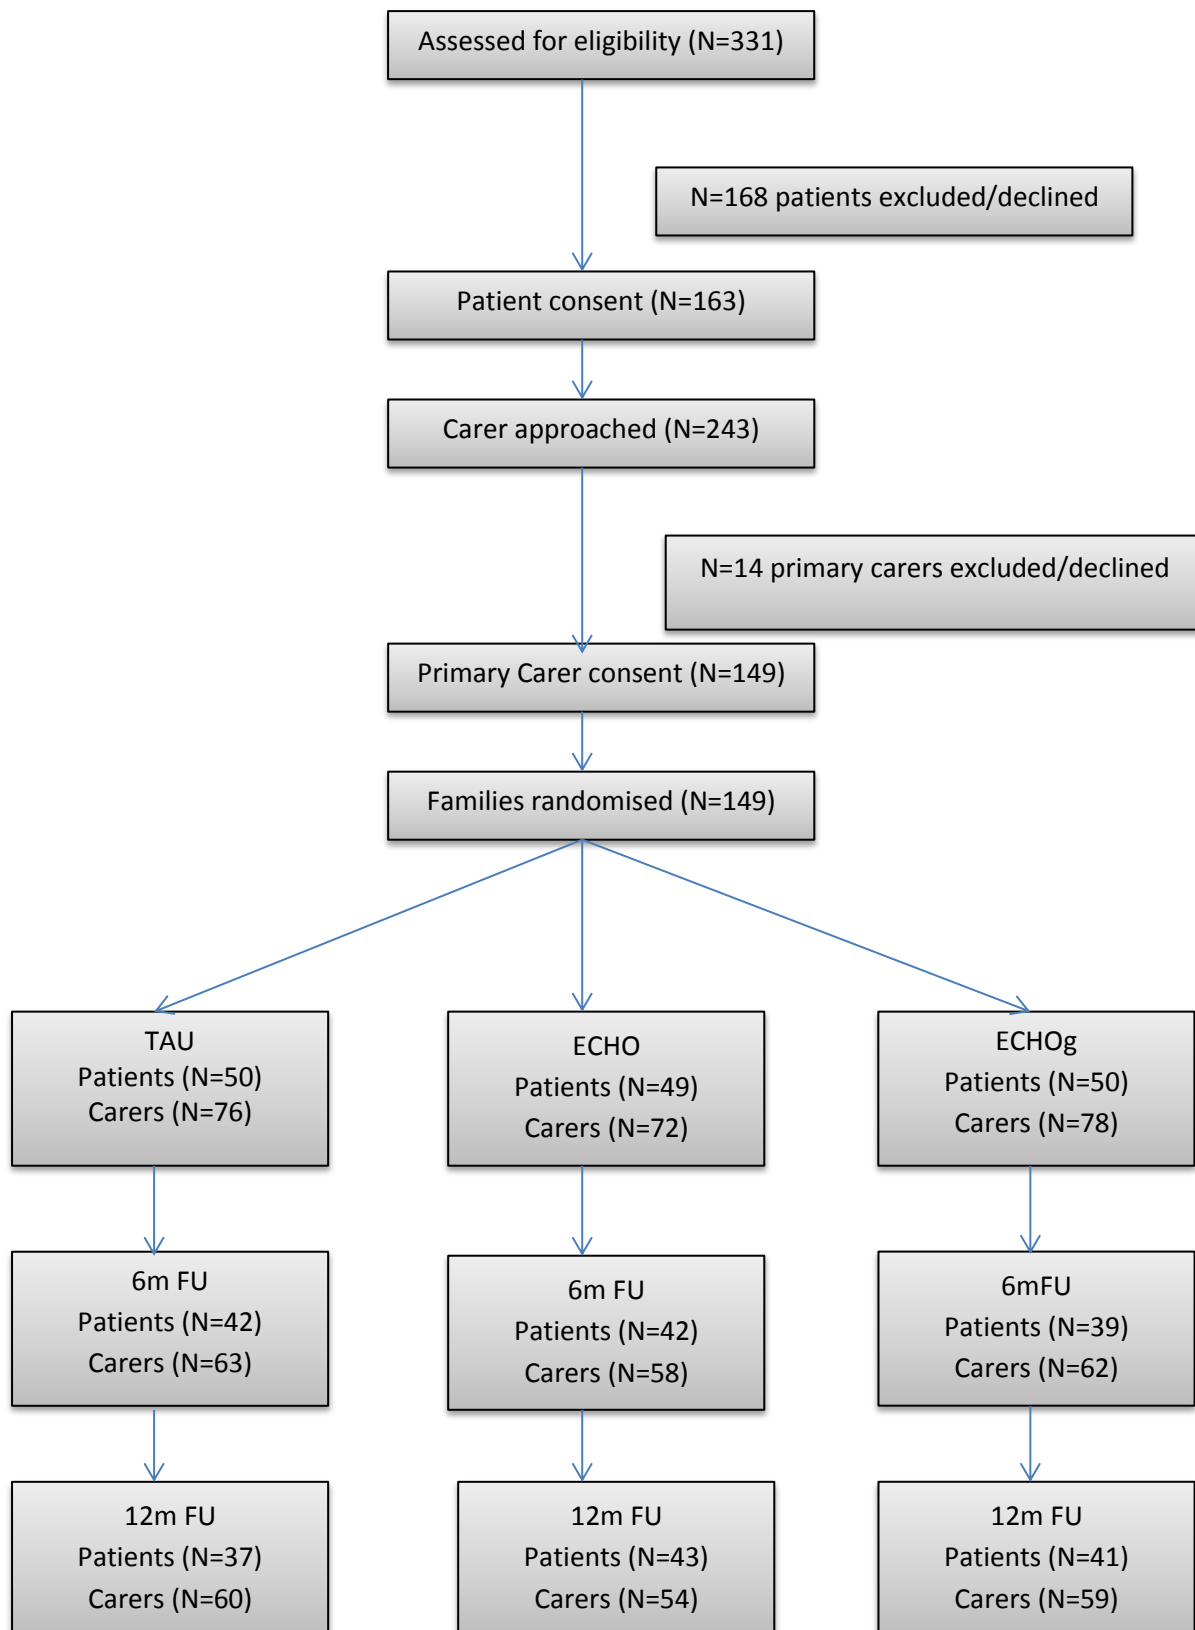 Assessed for eligibility (N=331)
N=168 patients excluded/declined
Patient consent (N=163)
Carer approached (N=243)
N=14 primary carers excluded/declined
Primary Carer consent (N=149)
Families randomised (N=149)
TAU
Patients (N=50)
Carers (N=76)
ECHO
Patients (N=49)
Carers (N=72)
ECHOg
Patients (N=50)
Carers (N=78)
6m FU
Patients (N=42)
Carers (N=63)
6m FU
Patients (N=42)
Carers (N=58)
6mFU
Patients (N=39)
Carers (N=62)
12m FU
Patients (N=37)
Carers (N=60)
12m FU
Patients (N=43)
Carers (N=54)
12m FU
Patients (N=41)
Carers (N=59)